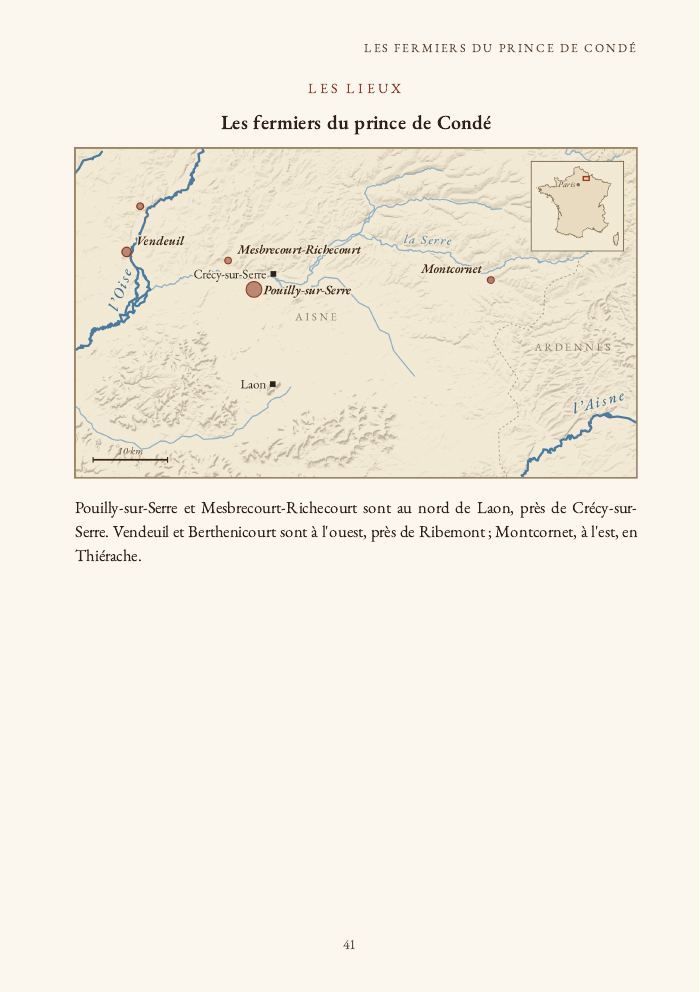 LES FERMIERS DU PRINCE DE CONDÉ
LES LIEUX
Les fermiers du prince de Condé
Paris
Vendeuil
Mesbrecourt-Richecourt
la Serre
Montcornet
Crécy-sur-Serre
Pouilly-sur-Serre
l'Oise
AISNE
ARDENNES
Laon
l'Aisne
10 km
Pouilly-sur-Serre et Mesbrecourt-Richecourt sont au nord de Laon, près de Crécy-sur-
Serre. Vendeuil et Berthenicourt sont à l'ouest, près de Ribemont ; Montcornet, à l'est, en
Thiérache.
41